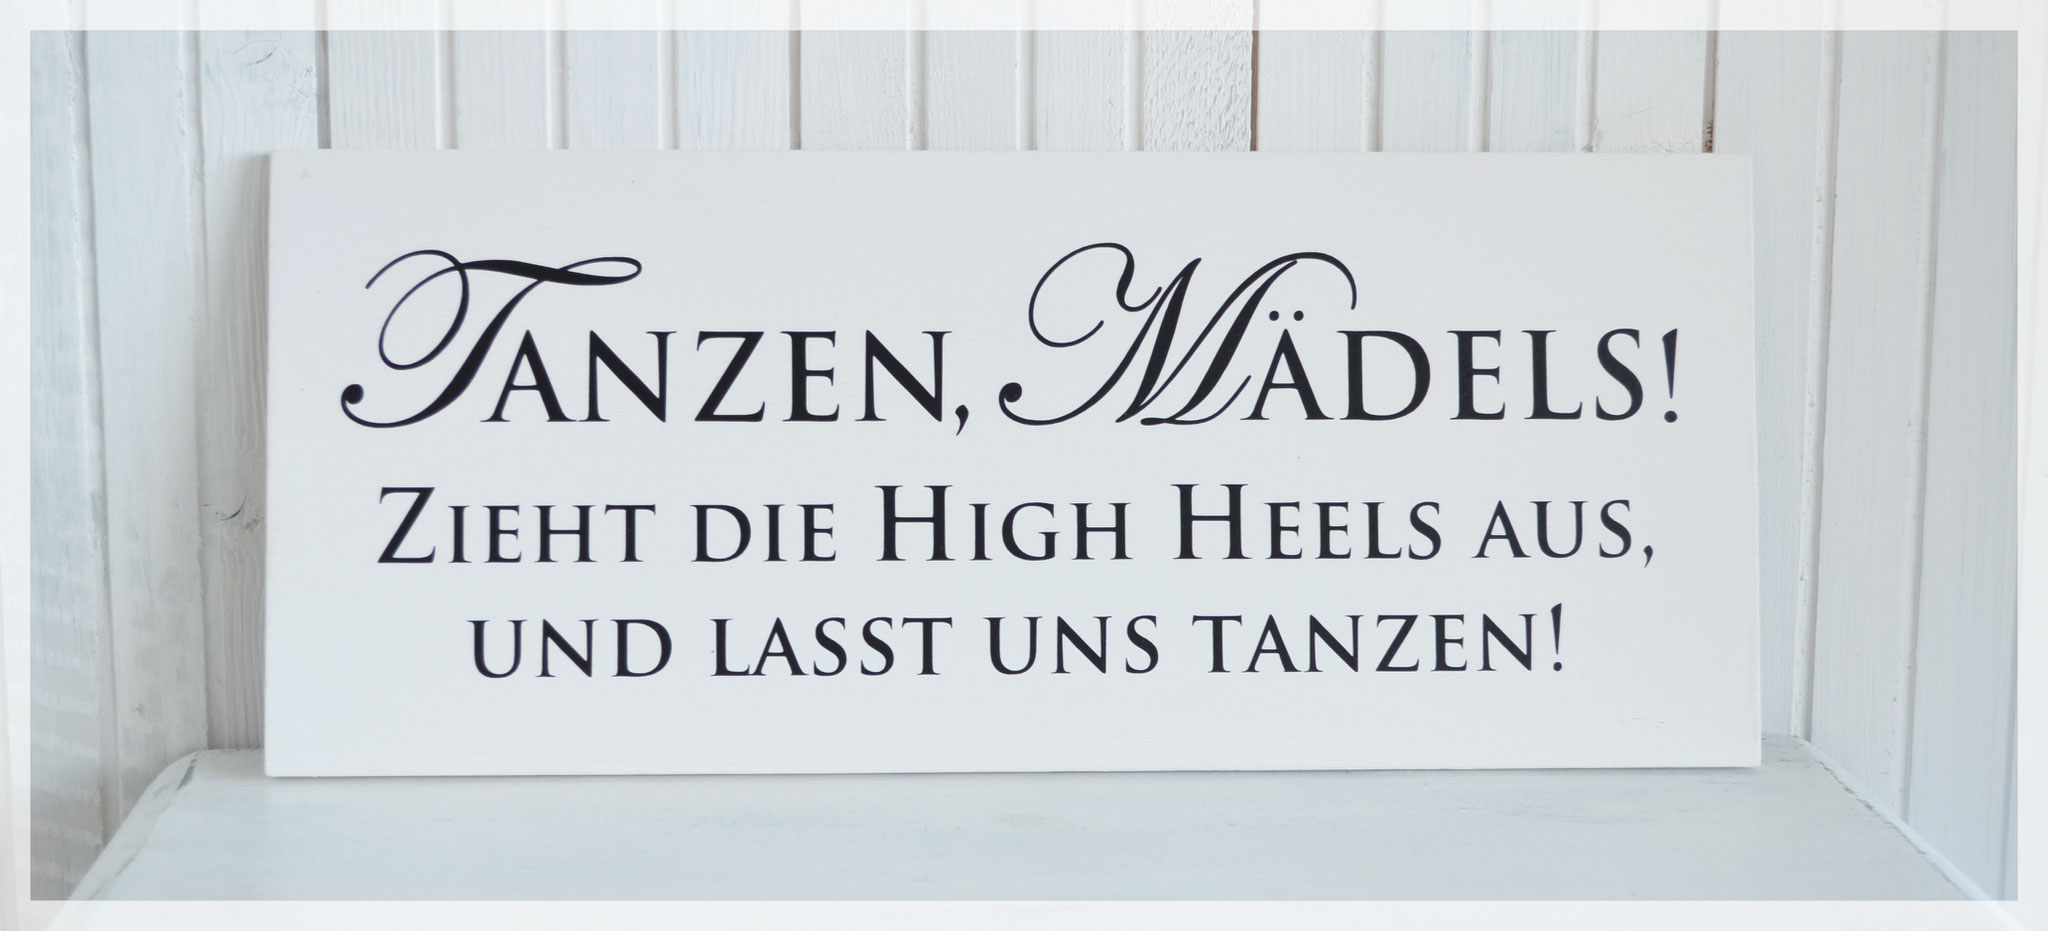 Tanzen, Mädels!
Zieht die High Heels aus,
und lasst uns tanzen!